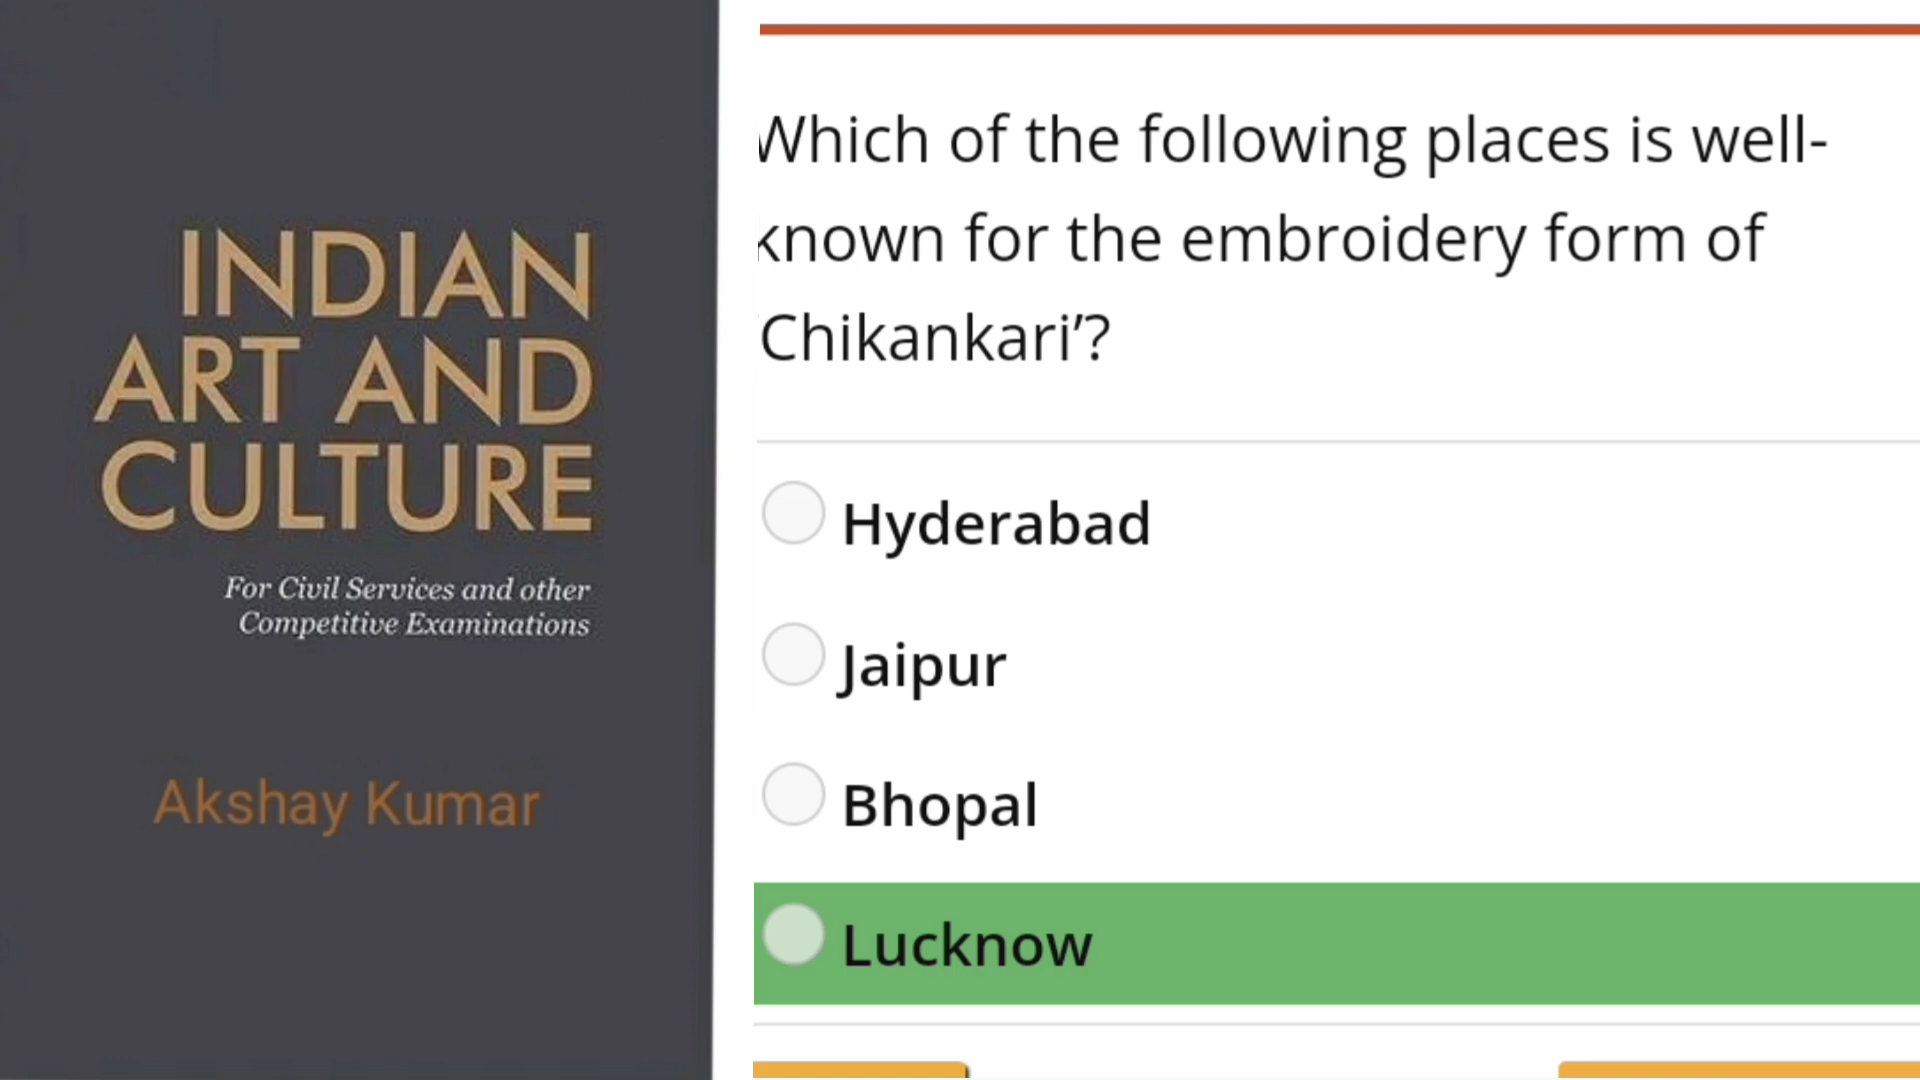 INDIAN
ART AND
CULTURE
For Civil Services and other
Competitive Examinations
Akshay Kumar
Which of the following places is well-
known for the embroidery form of
'Chikankari’?
Hyderabad
Jaipur
Bhopal
Lucknow